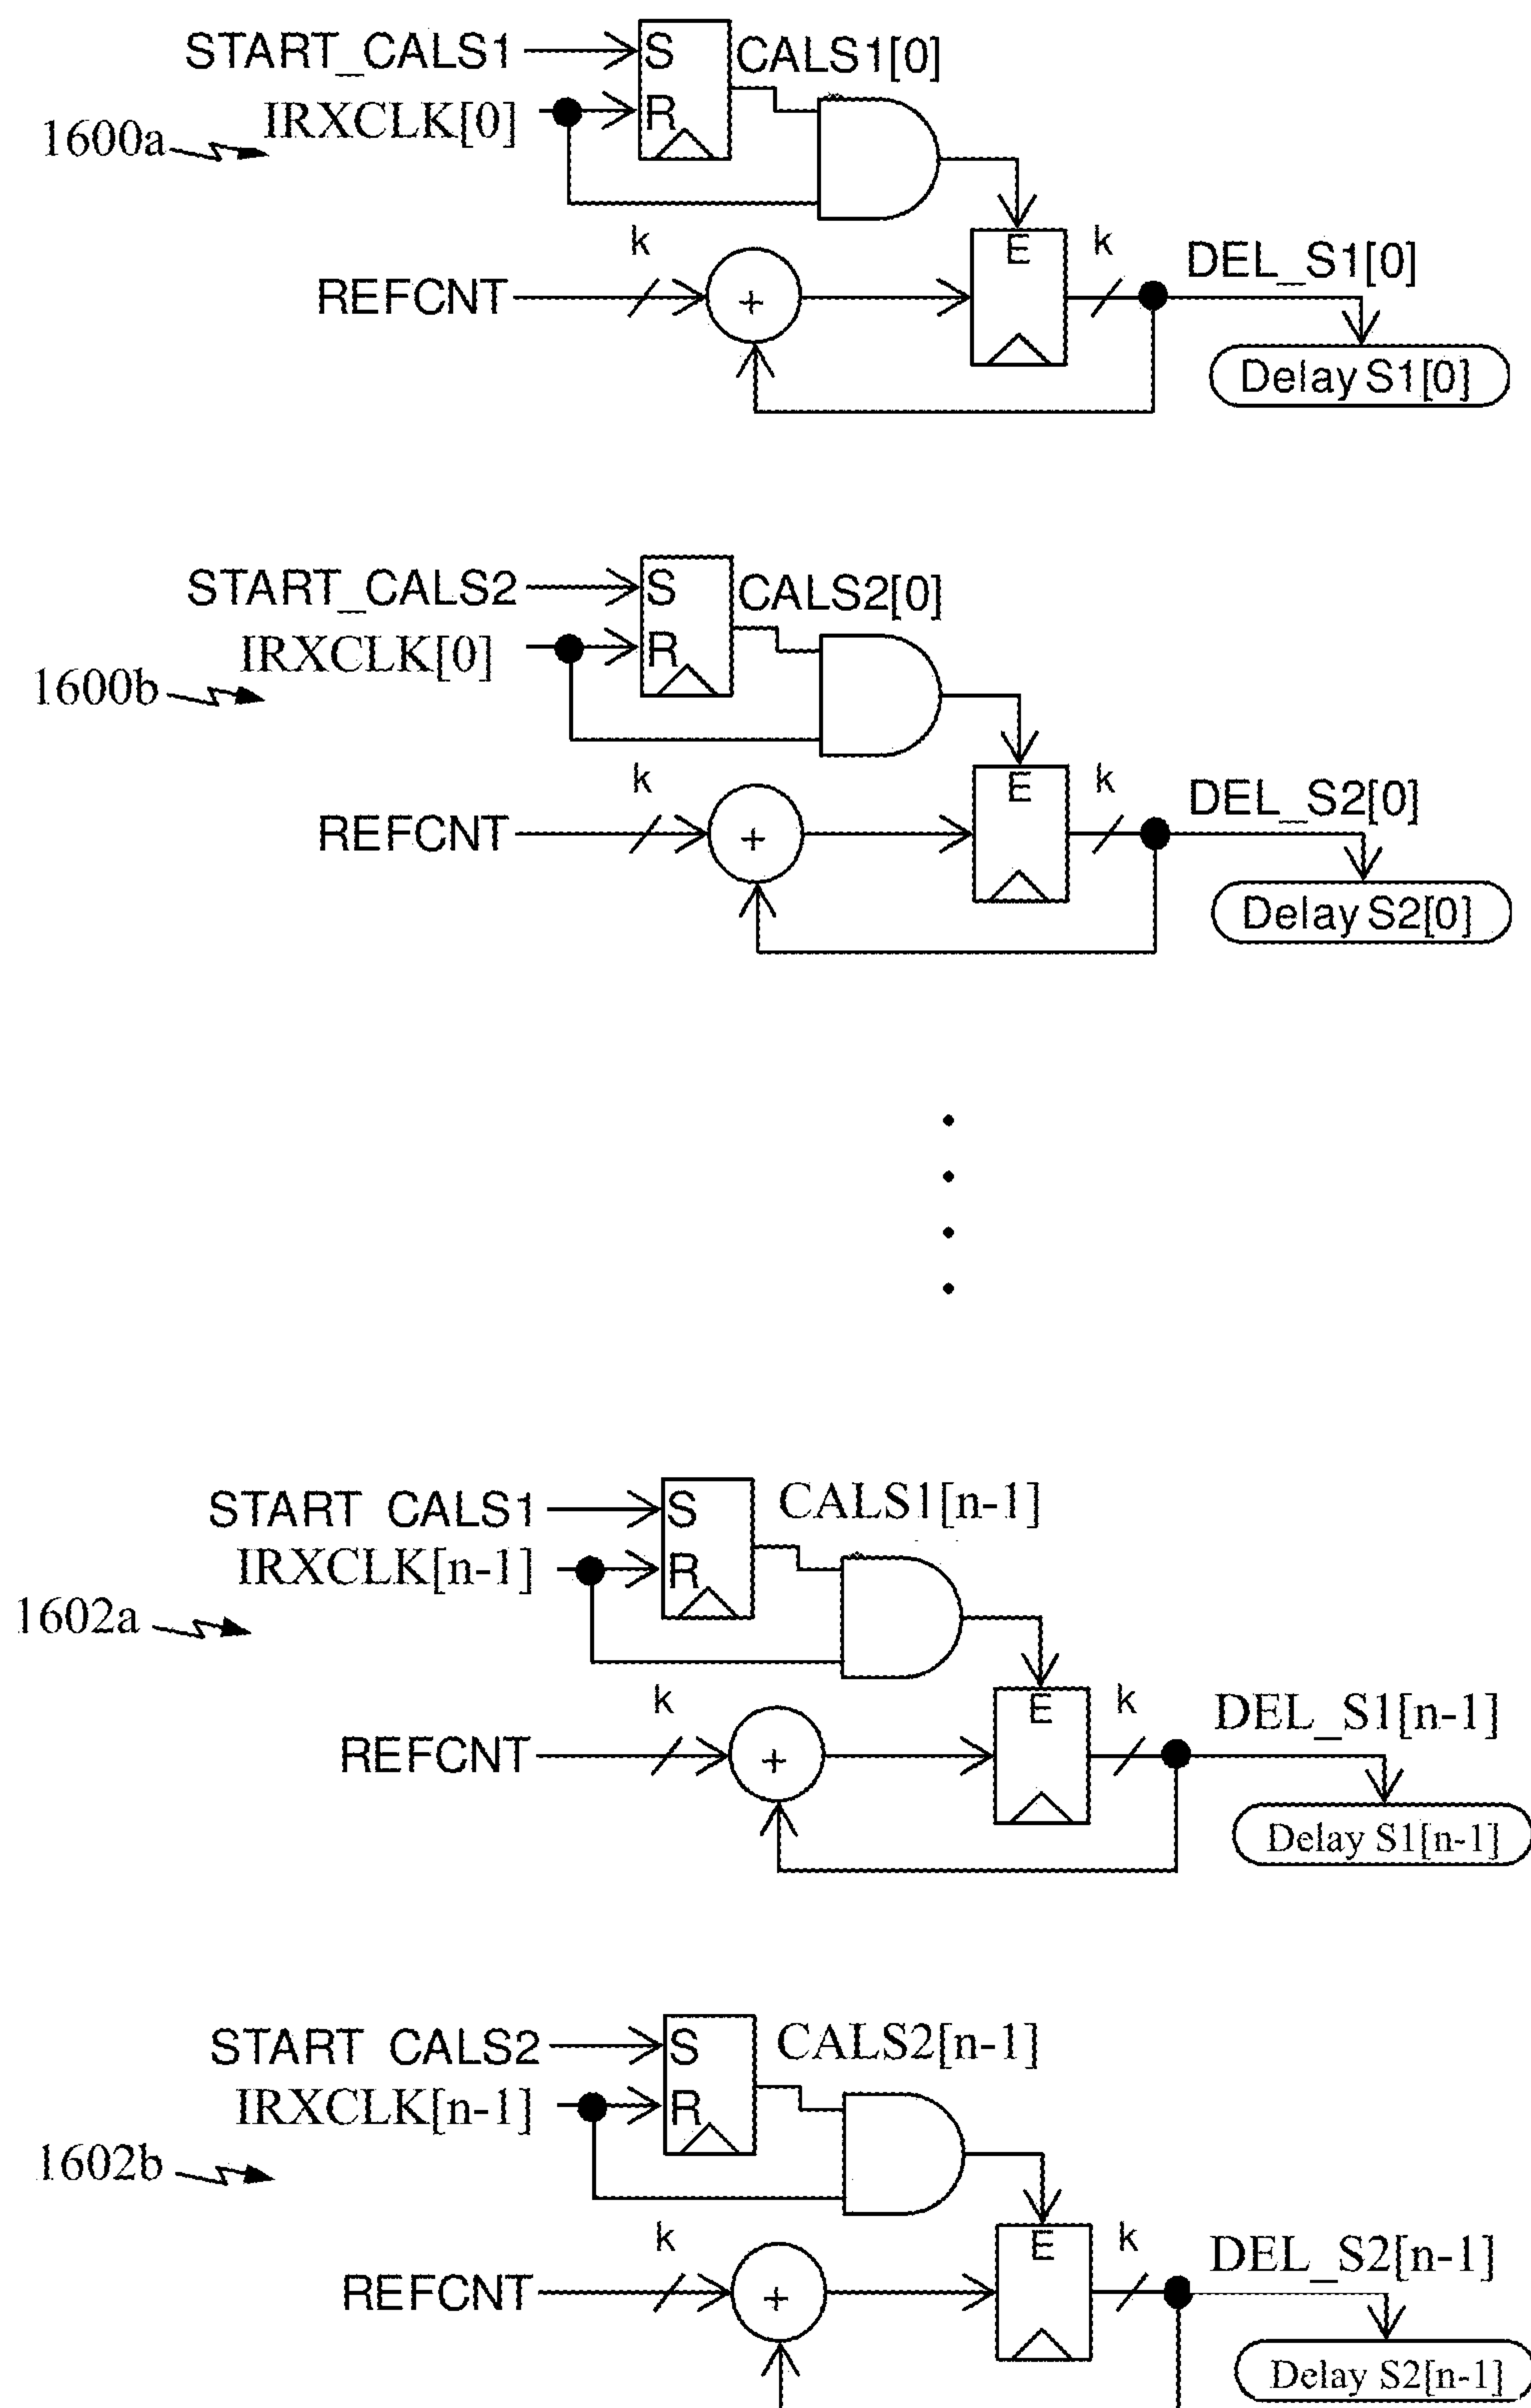 START_CALS1
S
CALS1[0]
IRXCLK[0]
R
1600a
k
E
k
DEL_S1[0]
REFCNT
+
Delay S1[0]
START_CALS2
S
CALS2[0]
IRXCLK[0]
R
1600b
k
E
k
DEL_S2[0]
REFCNT
+
Delay S2[0]
START CALS1
S
CALS1[n-1]
IRXCLK[n-1]
R
1602a
k
E
k
DEL_S1[n-1]
REFCNT
+
Delay S1[n-1]
START CALS2
S
CALS2[n-1]
IRXCLK[n-1]
R
1602b
k
E
k
DEL_S2[n-1]
REFCNT
+
Delay S2[n-1]